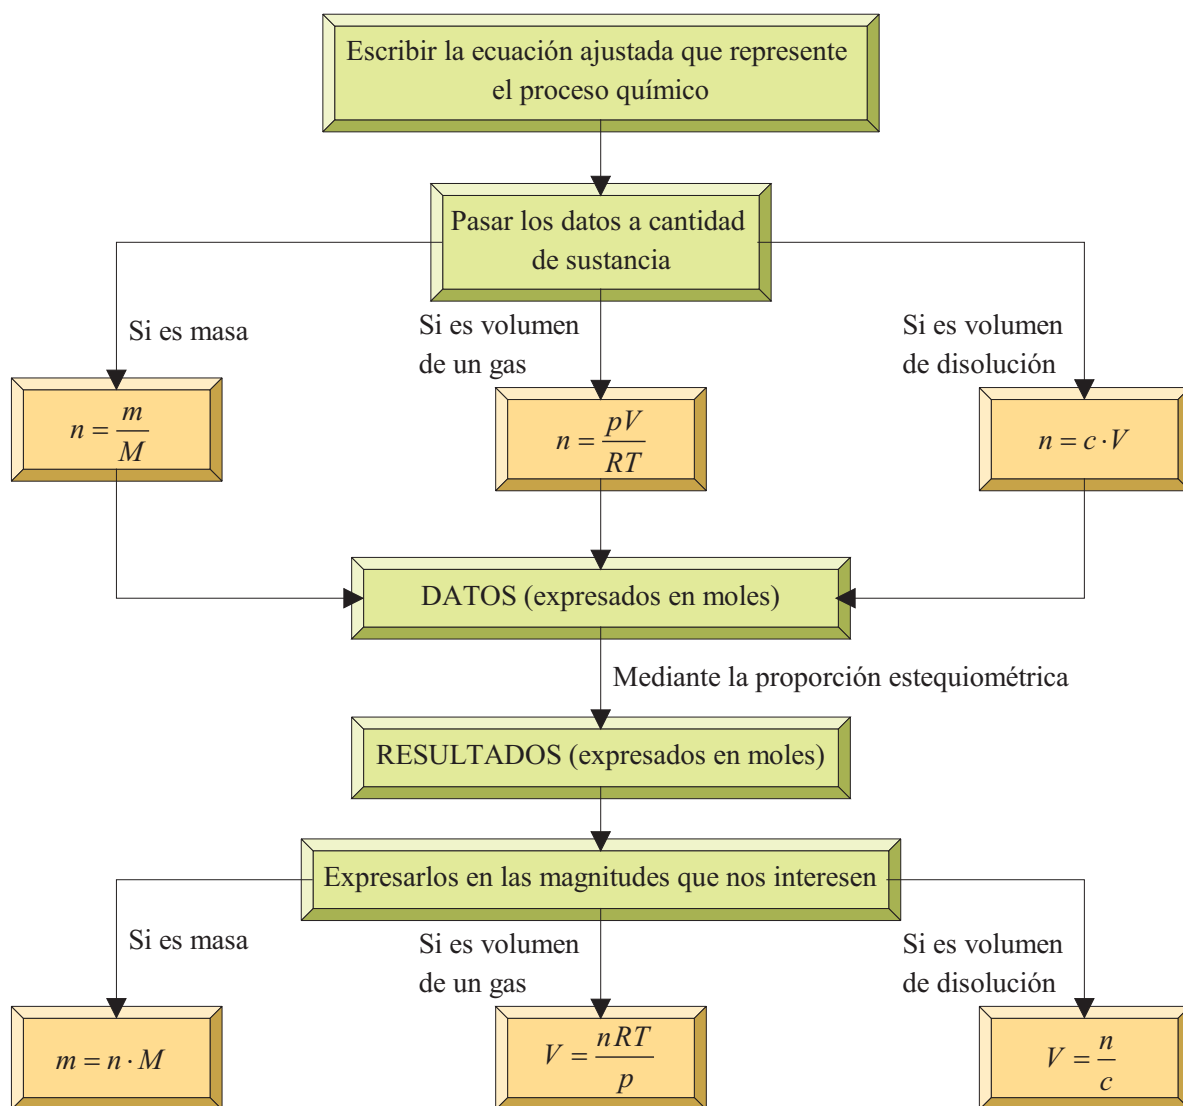 Escribir la ecuación ajustada que represente
el proceso químico
Pasar los datos a cantidad
de sustancia
Si es masa
Si es volumen
de un gas
Si es volumen
de disolución
n = m/M
n = pV/RT
n = c · V
DATOS (expresados en moles)
Mediante la proporción estequiométrica
RESULTADOS (expresados en moles)
Expresarlos en las magnitudes que nos interesen
Si es masa
Si es volumen
de un gas
Si es volumen
de disolución
m = n · M
V = nRT/p
V = n/c